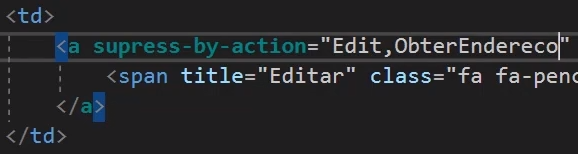 <td>
<a supress-by-action="Edit,ObterEndereco"
<span title="Editar" class="fa fa-penc
</a>
</td>